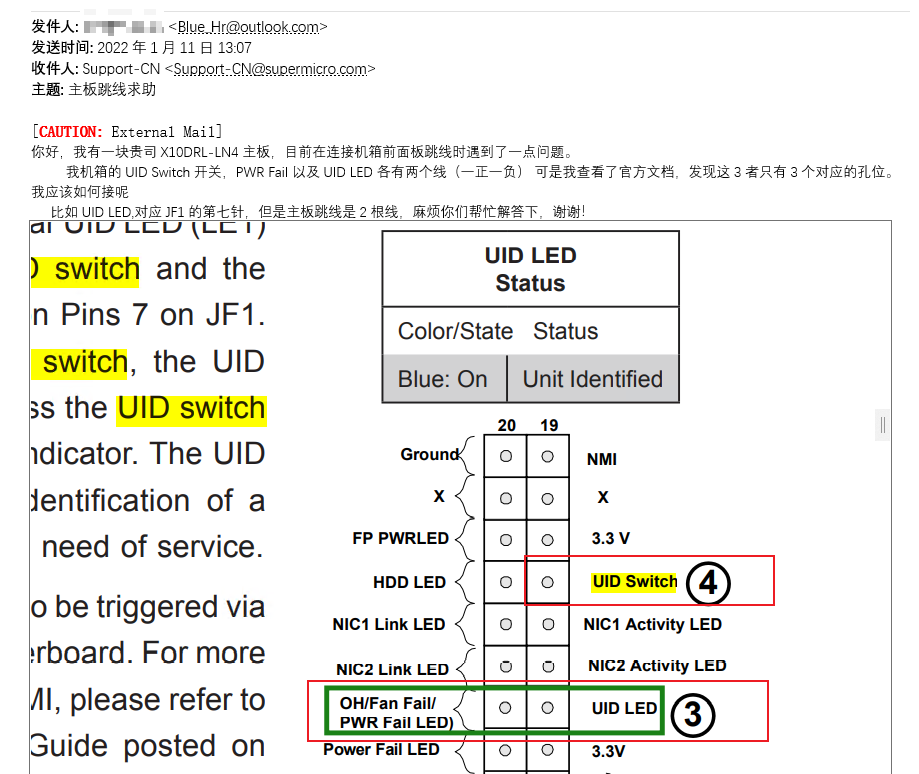 发件人: <Blue_Hr@outlook.com>
发送时间: 2022 年 1 月 11 日 13:07
收件人: Support-CN <Support-CN@supermicro.com>
主题: 主板跳线求助
[CAUTION: External Mail]
你好，我有一块贵司 X10DRL-LN4 主板，目前在连接机箱前面板跳线时遇到了一点问题。
我机箱的 UID Switch 开关，PWR Fail 以及 UID LED 各有两个线（一正一负） 可是我查看了官方文档，发现这 3 者只有 3 个对应的孔位。
我应该如何接呢
比如 UID LED,对应 JF1 的第七针，但是主板跳线是 2 根线，麻烦你们帮忙解答下，谢谢!
UID LED (LE1)
switch and the
n Pins 7 on JF1.
switch, the UID
ss the UID switch
ndicator. The UID
dentification of a
need of service.
o be triggered via
erboard. For more
MI, please refer to
Guide posted on
UID LED
Status
Color/State Status
Blue: On Unit Identified
20 19
Ground NMI
X X
FP PWRLED 3.3 V
HDD LED UID Switch 4
NIC1 Link LED NIC1 Activity LED
NIC2 Link LED NIC2 Activity LED
OH/Fan Fail/
PWR Fail LED) UID LED 3
Power Fail LED 3.3V